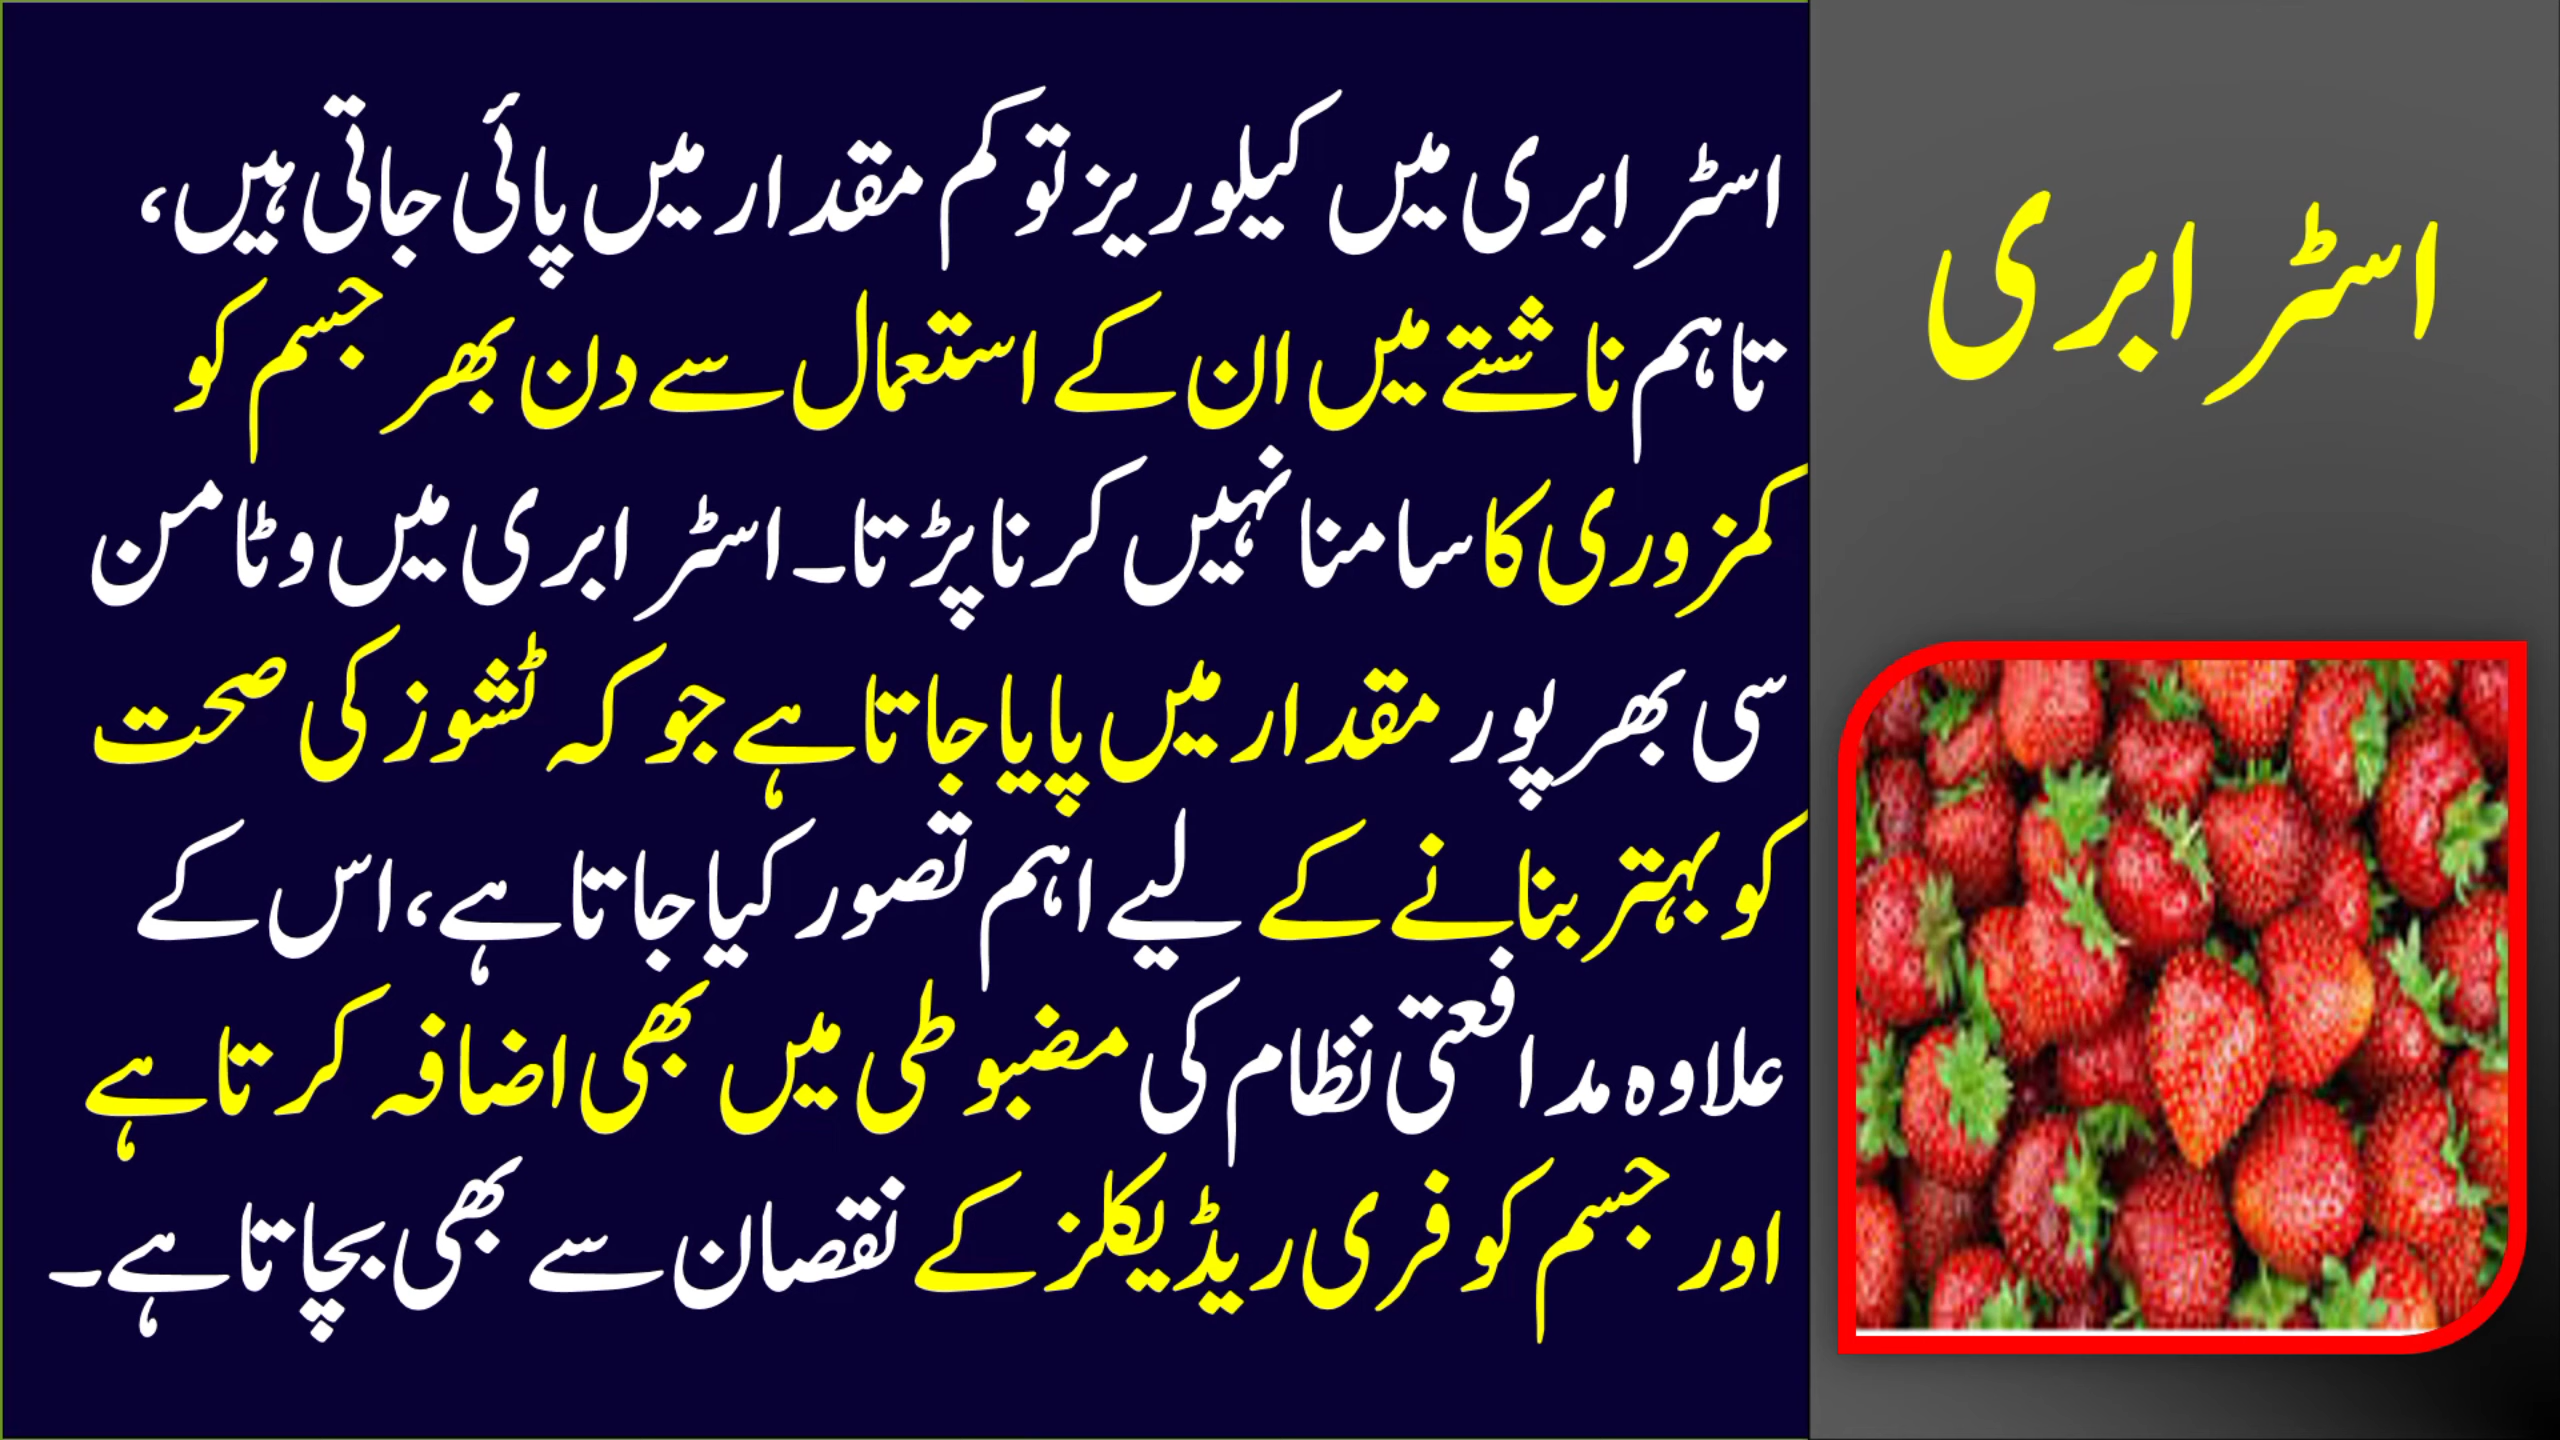 اسٹرابری
اسٹرابری میں کیلوریز تو کم مقدار میں پائی جاتی ہیں،
تاہم ناشتے میں ان کے استعمال سے دن بھر جسم کو
کمزوری کا سامنا نہیں کرنا پڑتا۔ اسٹرابری میں وٹامن
سی بھرپور مقدار میں پایا جاتا ہے جو کہ ٹشوز کی صحت
کو بہتر بنانے کے لیے اہم تصور کیا جاتا ہے، اس کے
علاوہ مدافعتی نظام کی مضبوطی میں بھی اضافہ کرتا ہے
اور جسم کو فری ریڈیکلز کے نقصان سے بھی بچاتا ہے۔